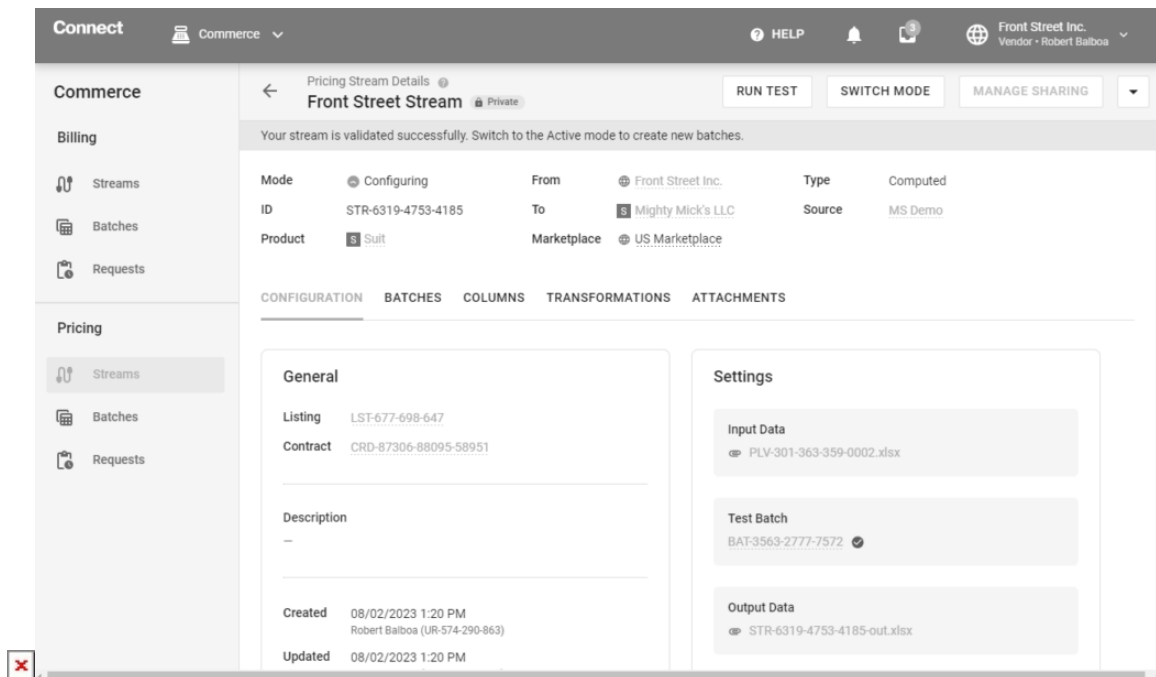 Connect
Commerce
HELP
3
Front Street Inc.
Vendor • Robert Balboa
Commerce
Billing
Streams
Batches
Requests
Pricing
Streams
Batches
Requests
Pricing Stream Details
Front Street Stream Private
RUN TEST SWITCH MODE MANAGE SHARING
Your stream is validated successfully. Switch to the Active mode to create new batches.
Mode Configuring From Front Street Inc. Type Computed
ID STR-6319-4753-4185 To S Mighty Mick's LLC Source MS Demo
Product S Suit Marketplace US Marketplace
CONFIGURATION BATCHES COLUMNS TRANSFORMATIONS ATTACHMENTS
General
Listing LST-677-698-647
Contract CRD-87306-88095-58951
Description
—
Created 08/02/2023 1:20 PM
Robert Balboa (UR-574-290-863)
Updated 08/02/2023 1:20 PM
Settings
Input Data
PLV-301-363-359-0002.xlsx
Test Batch
BAT-3563-2777-7572
Output Data
STR-6319-4753-4185-out.xlsx